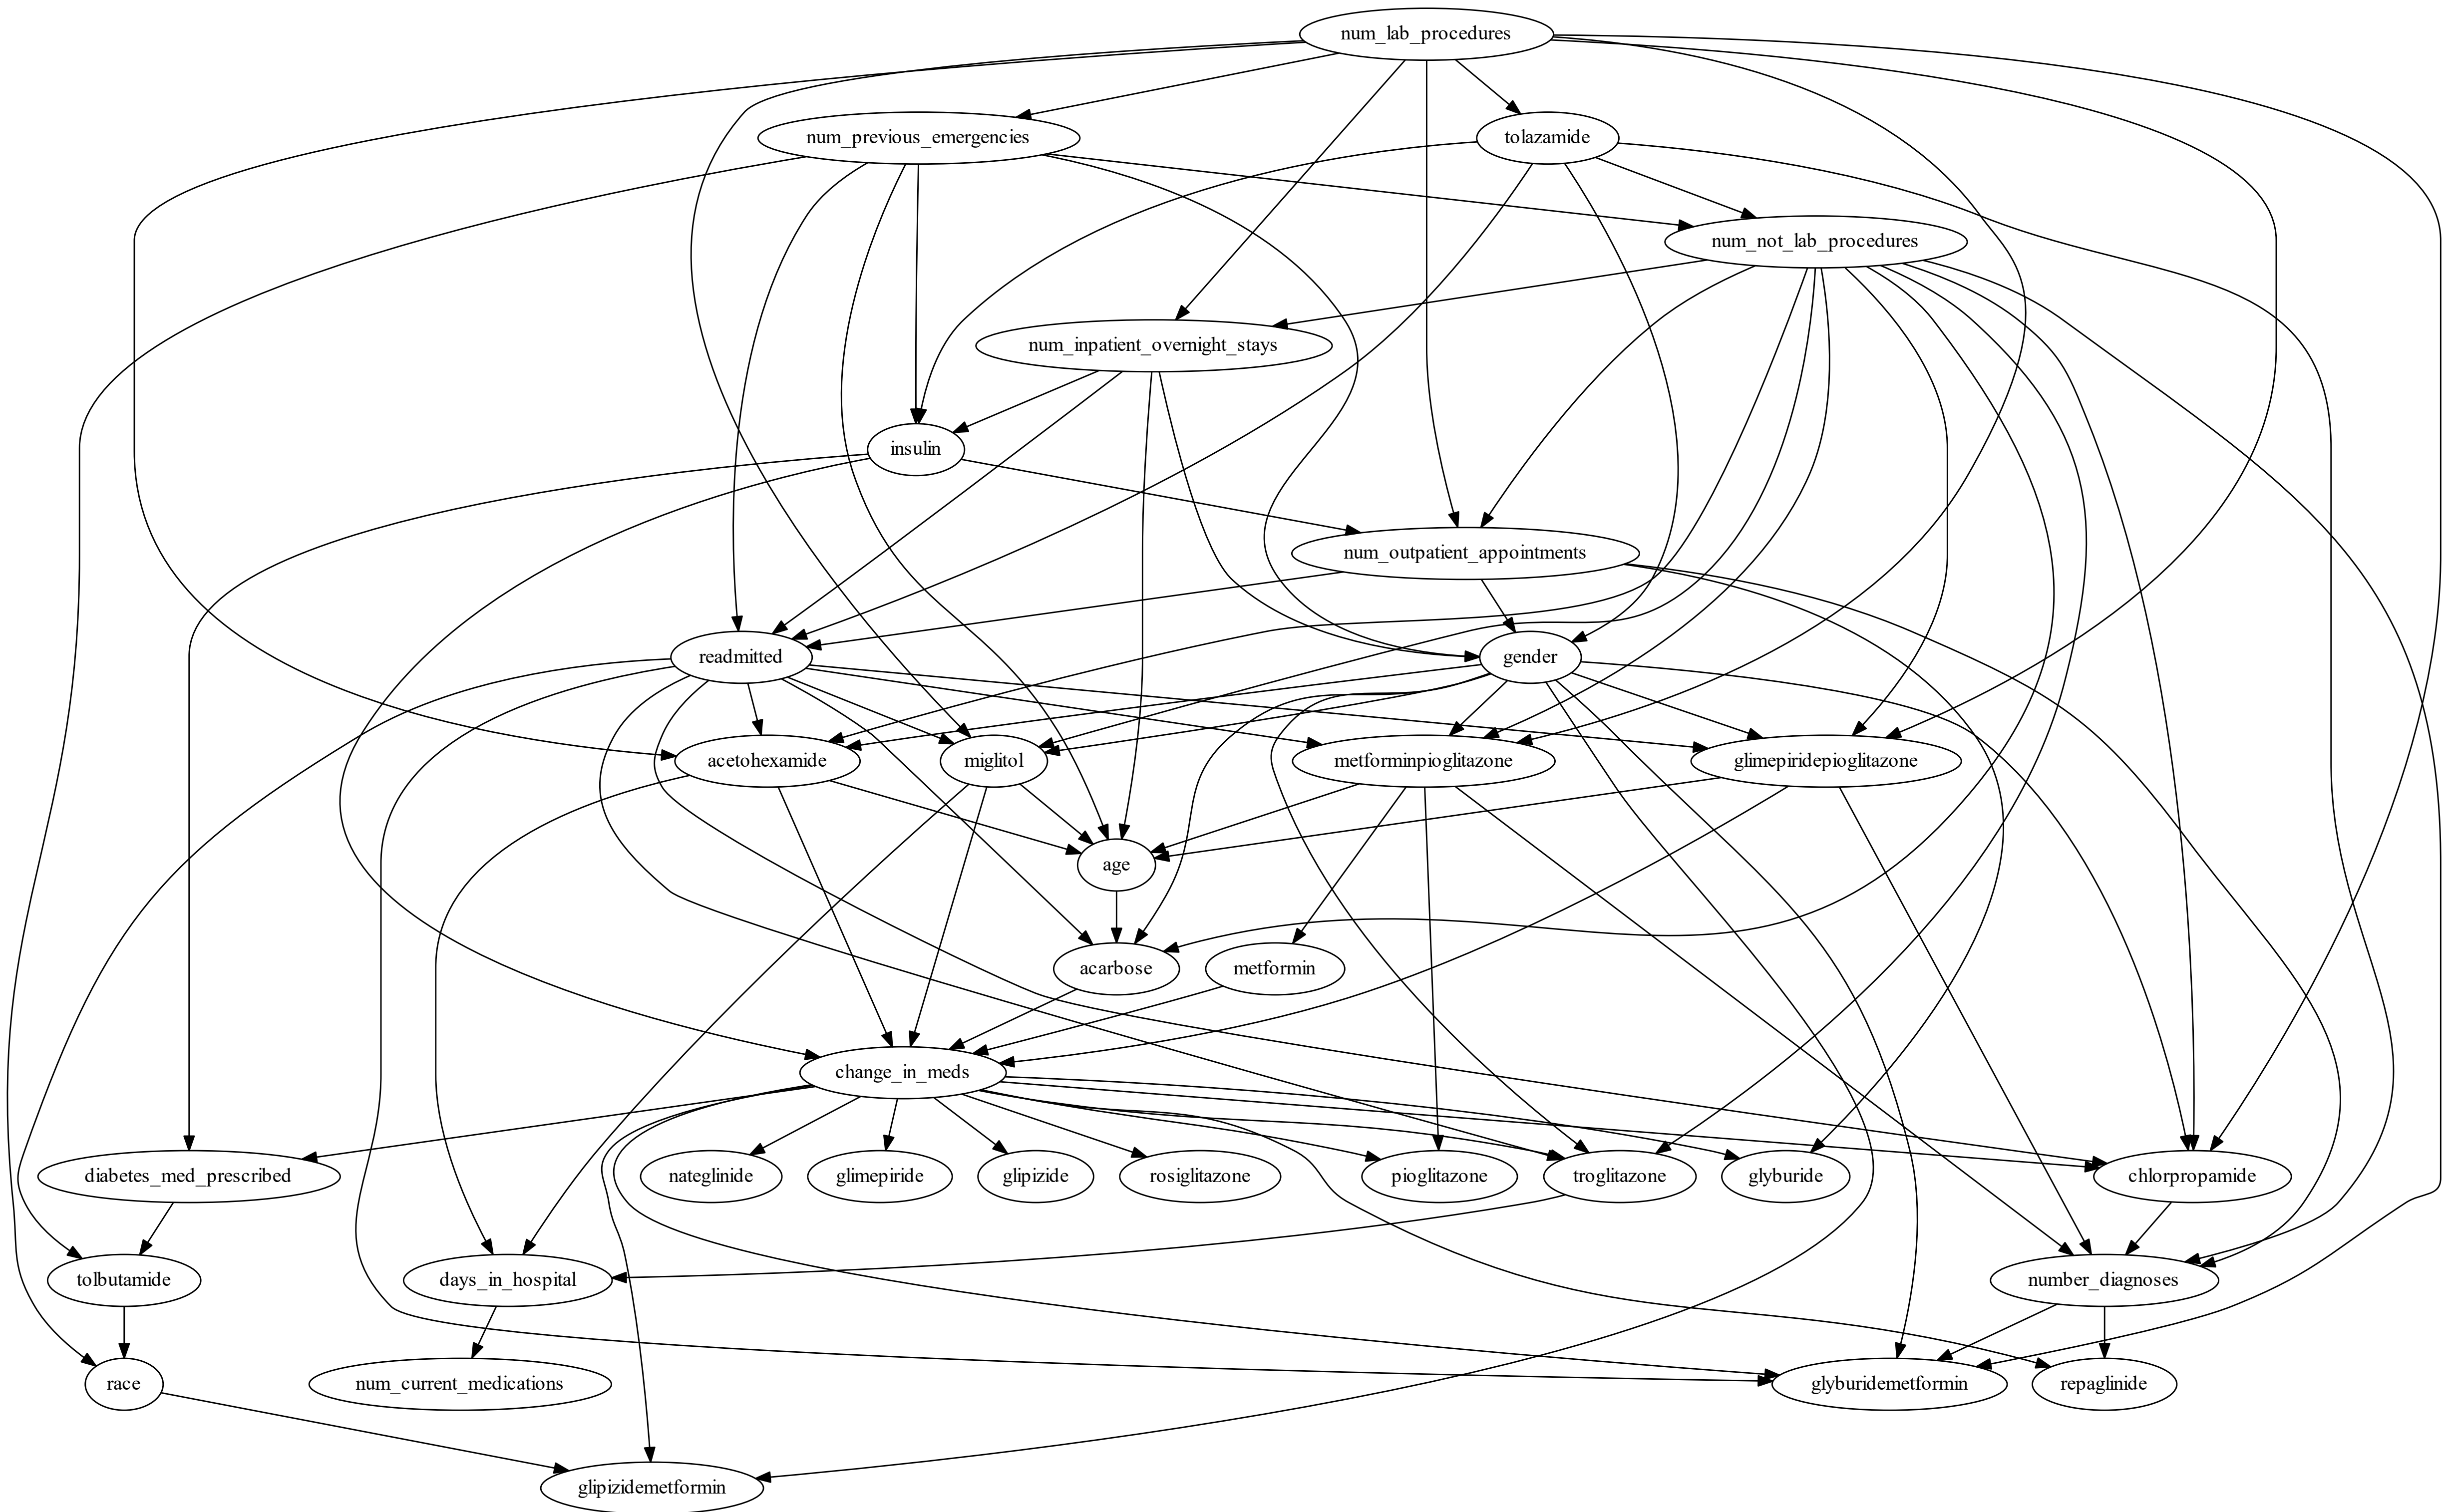 num_lab_procedures
num_previous_emergencies
tolazamide
num_not_lab_procedures
num_inpatient_overnight_stays
insulin
num_outpatient_appointments
readmitted
gender
acetohexamide
miglitol
metforminpioglitazone
glimepiridepioglitazone
age
acarbose
metformin
change_in_meds
diabetes_med_prescribed
nateglinide
glimepiride
glipizide
rosiglitazone
pioglitazone
troglitazone
glyburide
chlorpropamide
tolbutamide
days_in_hospital
number_diagnoses
race
num_current_medications
glyburidemetformin
repaglinide
glipizidemetformin